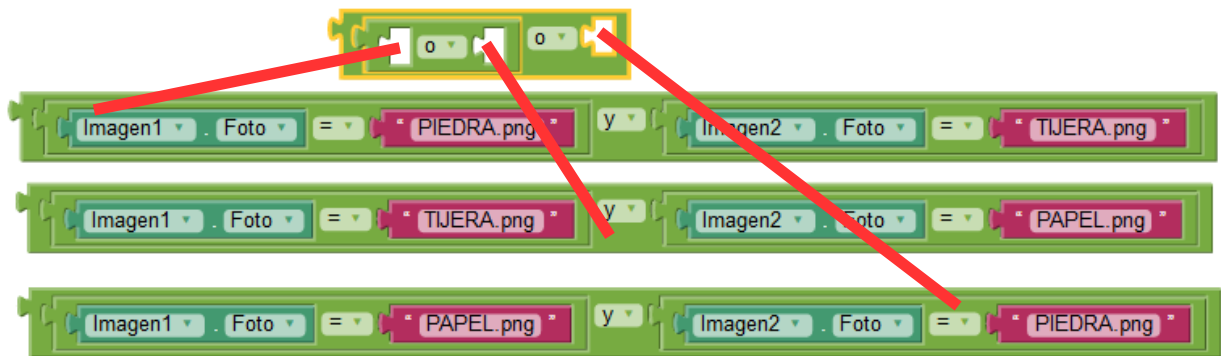 o o
Imagen1 . Foto = " PIEDRA.png " y Imagen2 . Foto = " TIJERA.png "
Imagen1 . Foto = " TIJERA.png " y Imagen2 . Foto = " PAPEL.png "
Imagen1 . Foto = " PAPEL.png " y Imagen2 . Foto = " PIEDRA.png "